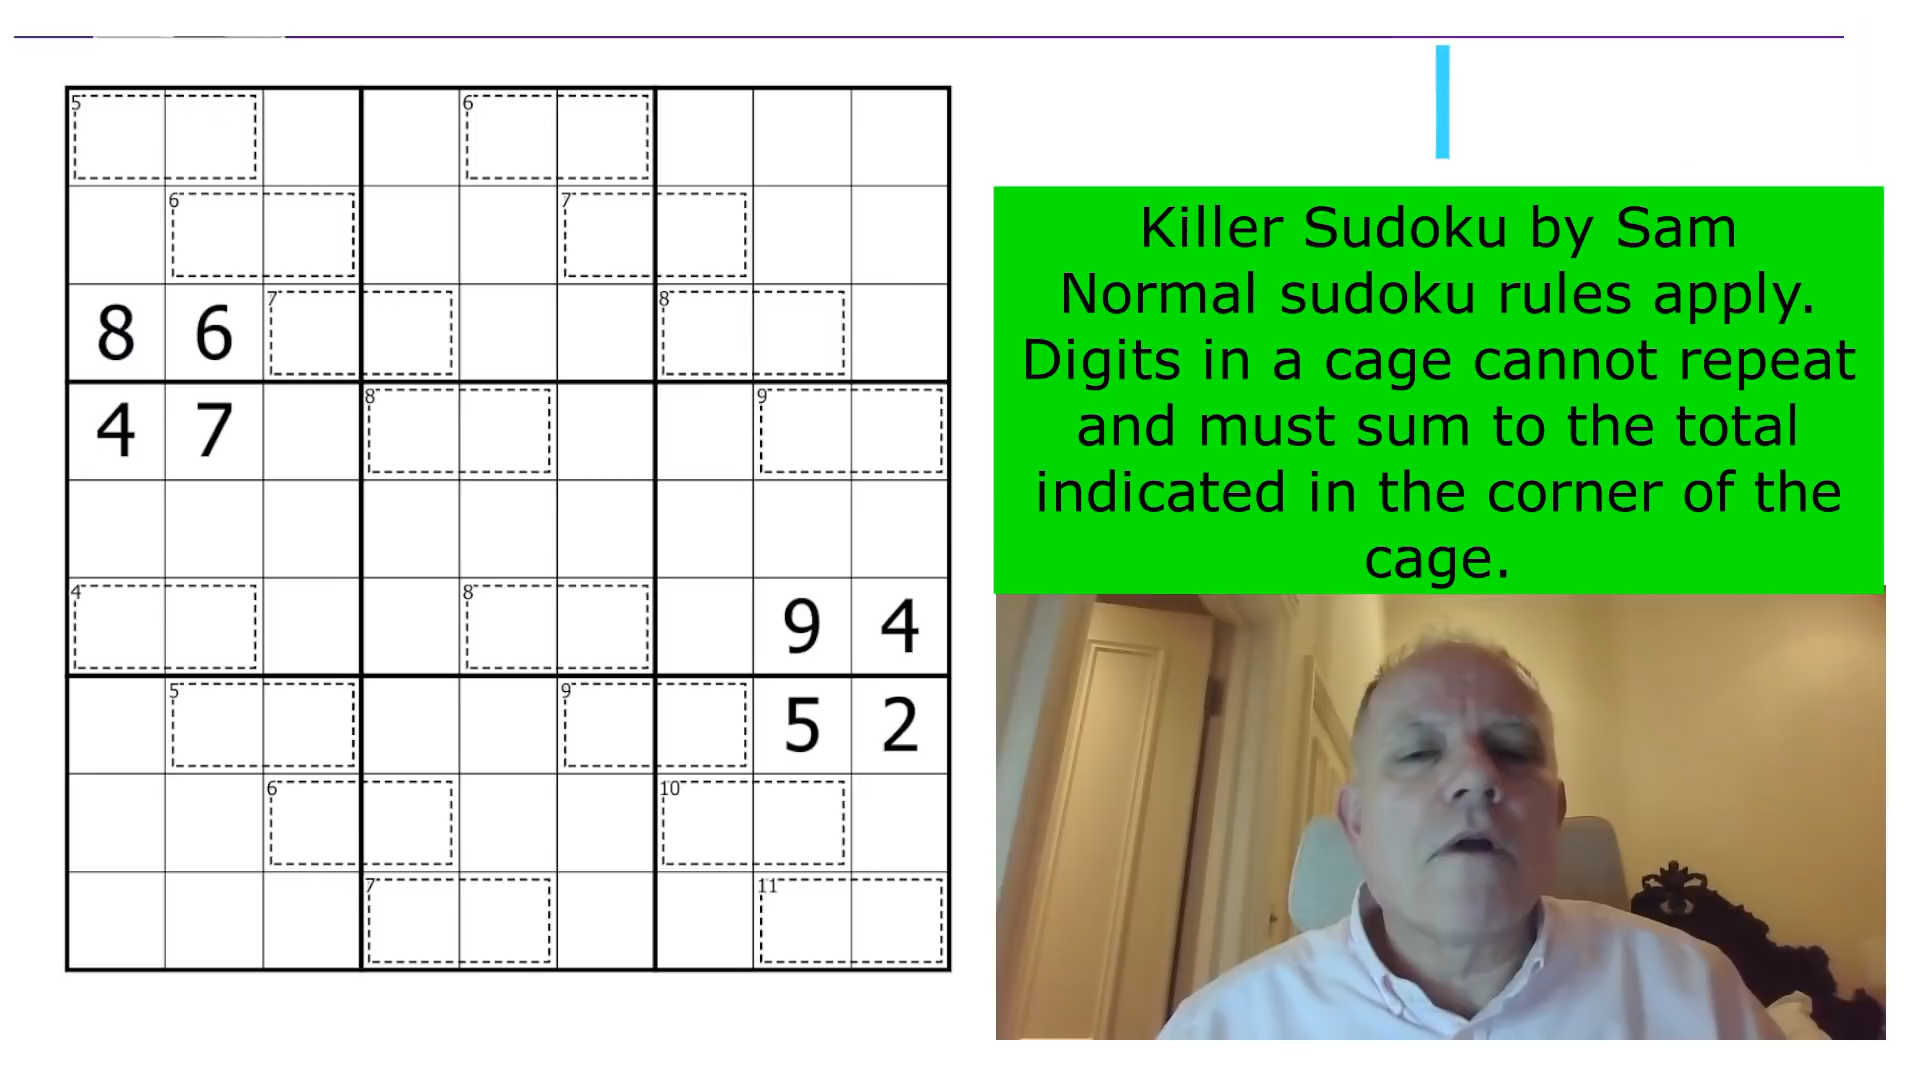 5 6
6 7
8 6 7 8
4 7 8 9
4 8 9 4
5 9 5 2
6 10
7 11
Killer Sudoku by Sam
Normal sudoku rules apply.
Digits in a cage cannot repeat
and must sum to the total
indicated in the corner of the
cage.